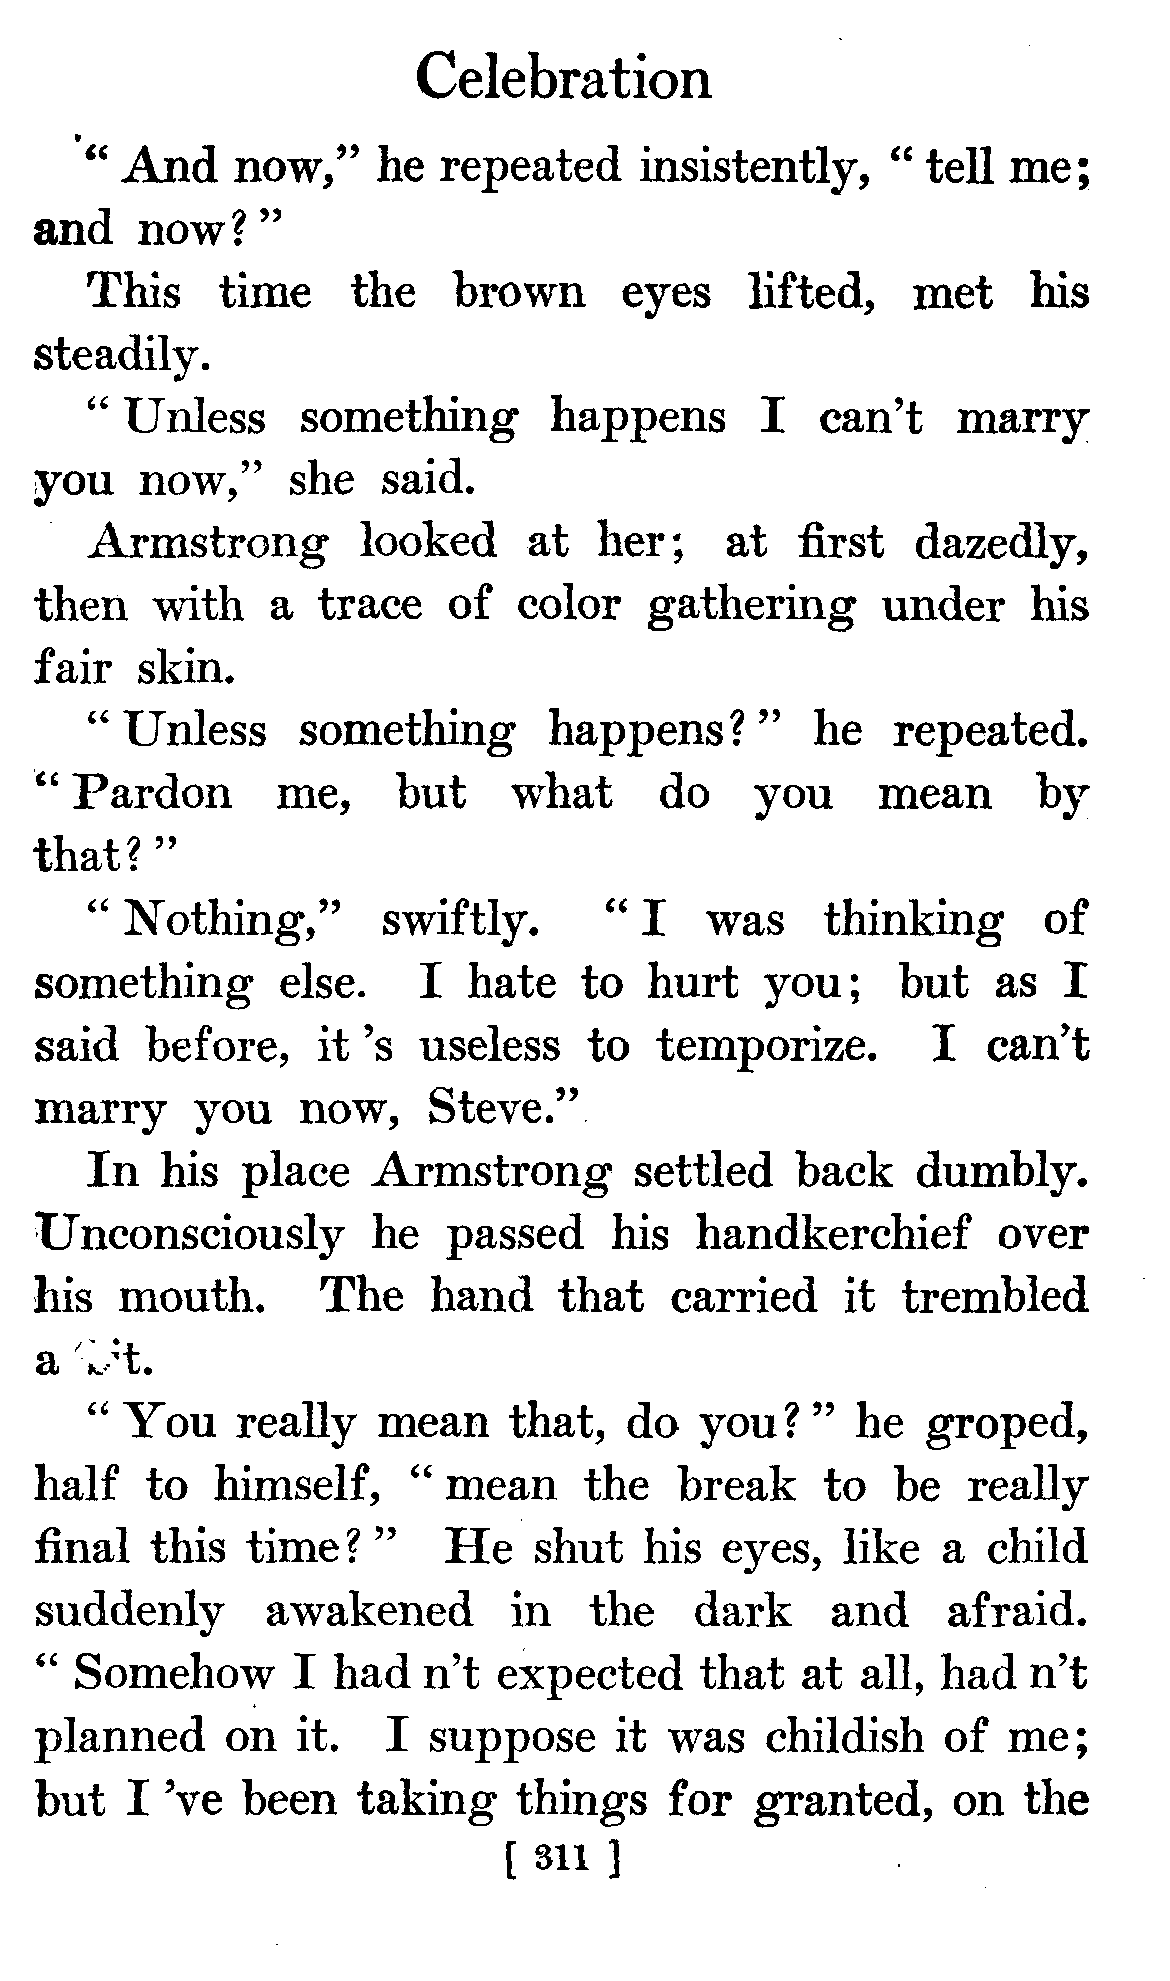 Celebration
“ And now,” he repeated insistently, “ tell me;
and now? ”
This time the brown eyes lifted, met his
steadily.
“ Unless something happens I can’t marry
you now,” she said.
Armstrong looked at her; at first dazedly,
then with a trace of color gathering under his
fair skin.
“ Unless something happens? ” he repeated.
“ Pardon me, but what do you mean by
that? ”
“ Nothing,” swiftly. “ I was thinking of
something else. I hate to hurt you; but as I
said before, it ’s useless to temporize. I can’t
marry you now, Steve.”
In his place Armstrong settled back dumbly.
Unconsciously he passed his handkerchief over
his mouth. The hand that carried it trembled
a
“ You really mean that, do you? ” he groped,
half to himself, “ mean the break to be really
final this time? ” He shut his eyes, like a child
suddenly awakened in the dark and afraid.
“ Somehow I had n’t expected that at all, had n’t
planned on it. I suppose it was childish of me;
but I ’ve been taking things for granted, on the
[ 311 ]